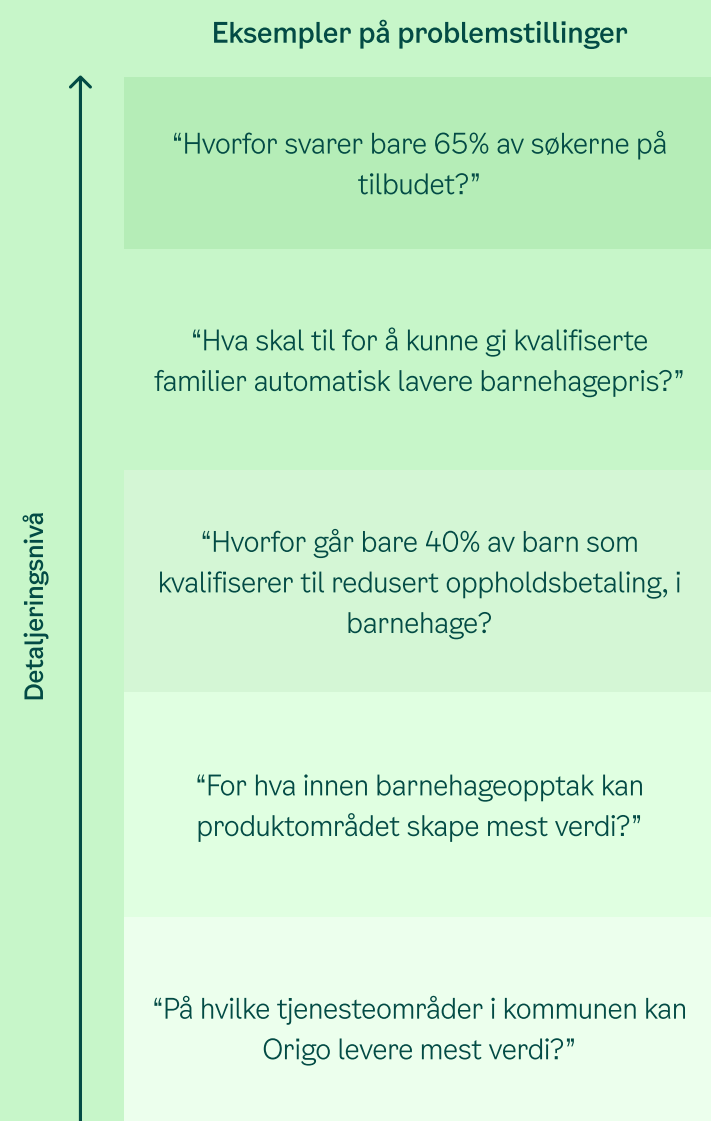 Eksempler på problemstillinger
“Hvorfor svarer bare 65% av søkerne på
tilbudet?”
“Hva skal til for å kunne gi kvalifiserte
familier automatisk lavere barnehagepris?”
Detaljeringsnivå
“Hvorfor går bare 40% av barn som
kvalifiserer til redusert oppholdsbetaling, i
barnehage?
“For hva innen barnehageopptak kan
produktområdet skape mest verdi?”
“På hvilke tjenesteområder i kommunen kan
Origo levere mest verdi?”